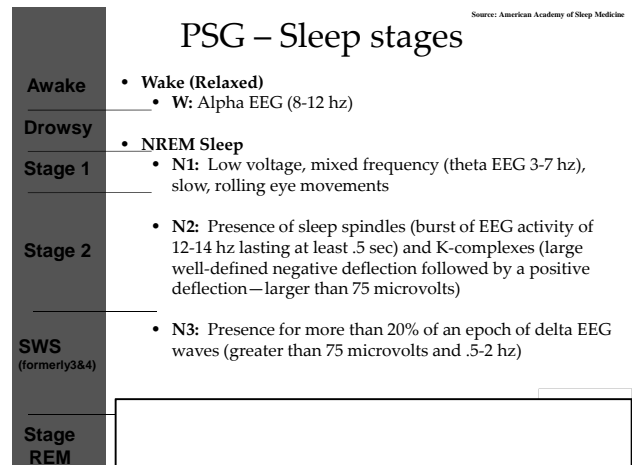 Source: American Academy of Sleep Medicine
PSG – Sleep stages
Awake
Drowsy
Stage 1
Stage 2
SWS
(formerly3&4)
Stage
REM
• Wake (Relaxed)
• W: Alpha EEG (8-12 hz)
• NREM Sleep
• N1: Low voltage, mixed frequency (theta EEG 3-7 hz),
slow, rolling eye movements
• N2: Presence of sleep spindles (burst of EEG activity of
12-14 hz lasting at least .5 sec) and K-complexes (large
well-defined negative deflection followed by a positive
deflection—larger than 75 microvolts)
• N3: Presence for more than 20% of an epoch of delta EEG
waves (greater than 75 microvolts and .5-2 hz)